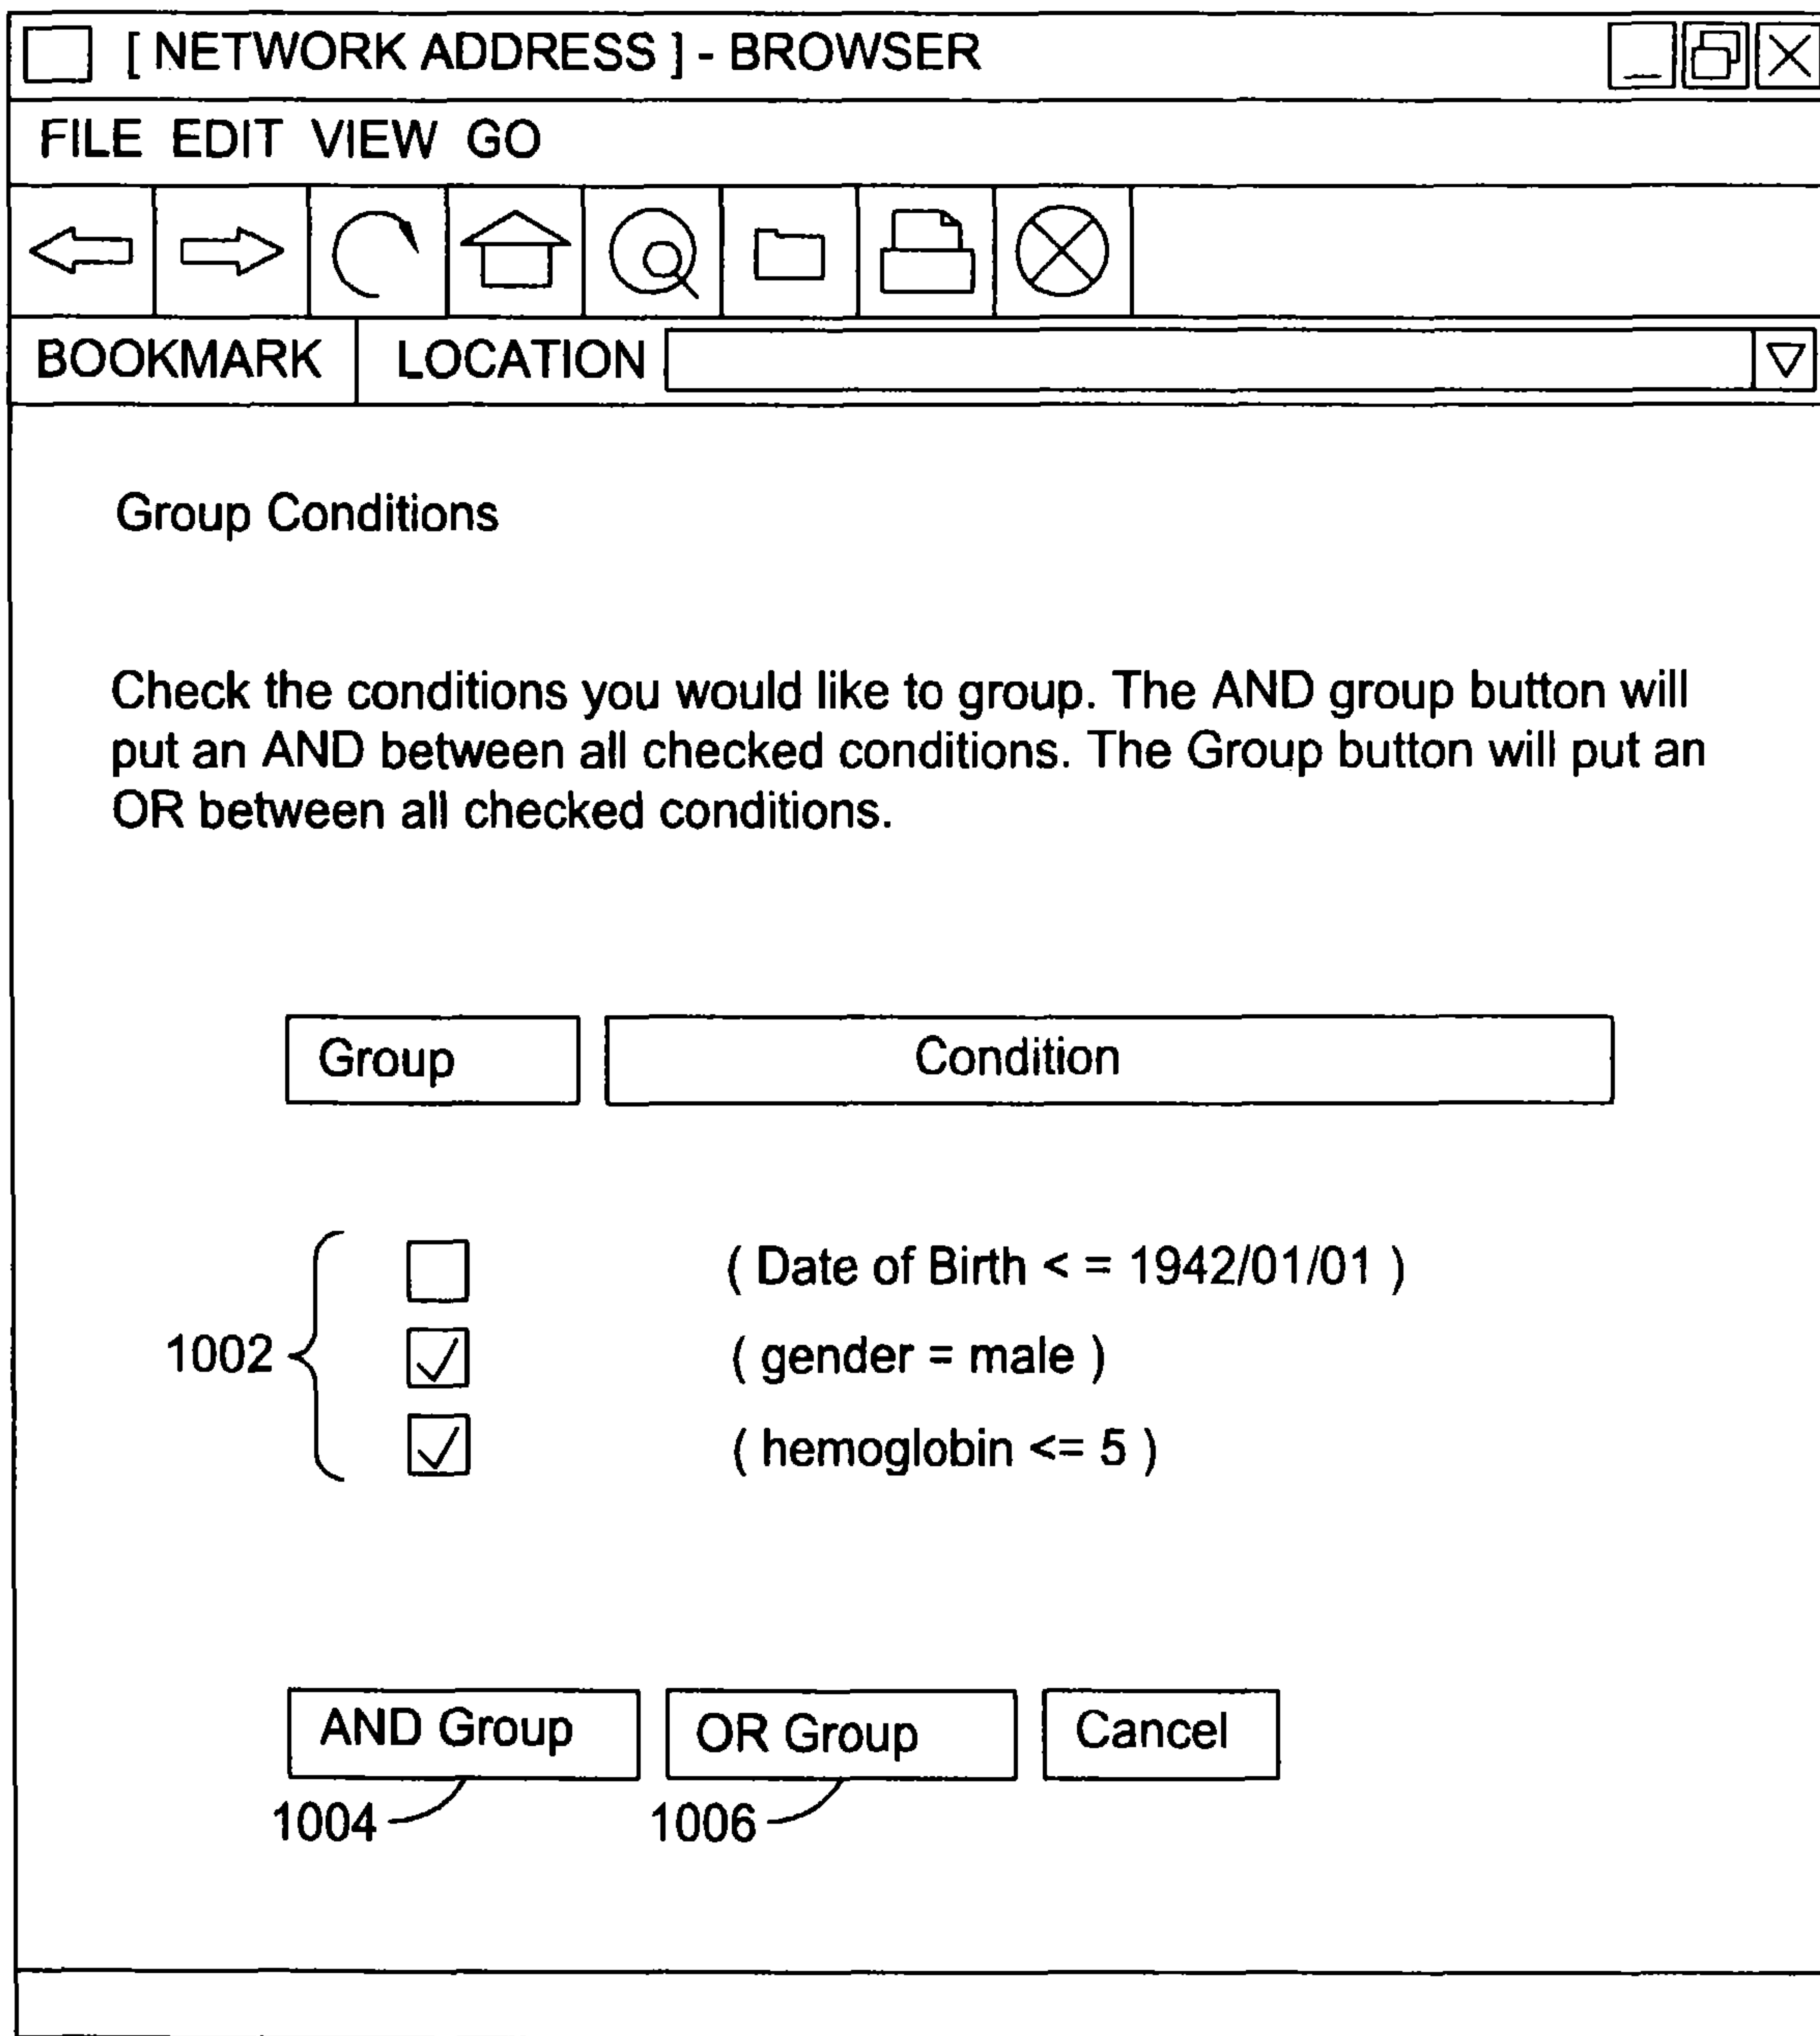 [ NETWORK ADDRESS ] - BROWSER
FILE EDIT VIEW GO
BOOKMARK LOCATION
Group Conditions
Check the conditions you would like to group. The AND group button will
put an AND between all checked conditions. The Group button will put an
OR between all checked conditions.
Group Condition
( Date of Birth < = 1942/01/01 )
1002 ( gender = male )
( hemoglobin <= 5 )
AND Group OR Group Cancel
1004 1006